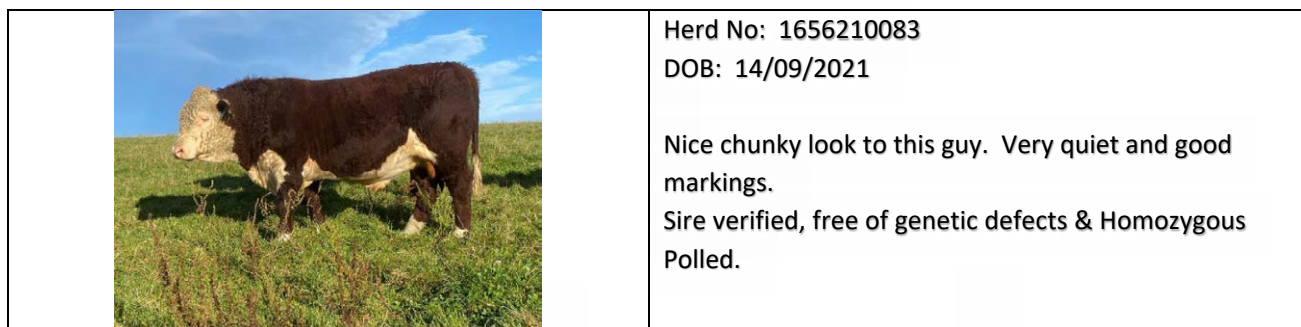 Herd No: 1656210083
DOB: 14/09/2021
Nice chunky look to this guy. Very quiet and good
markings.
Sire verified, free of genetic defects & Homozygous
Polled.